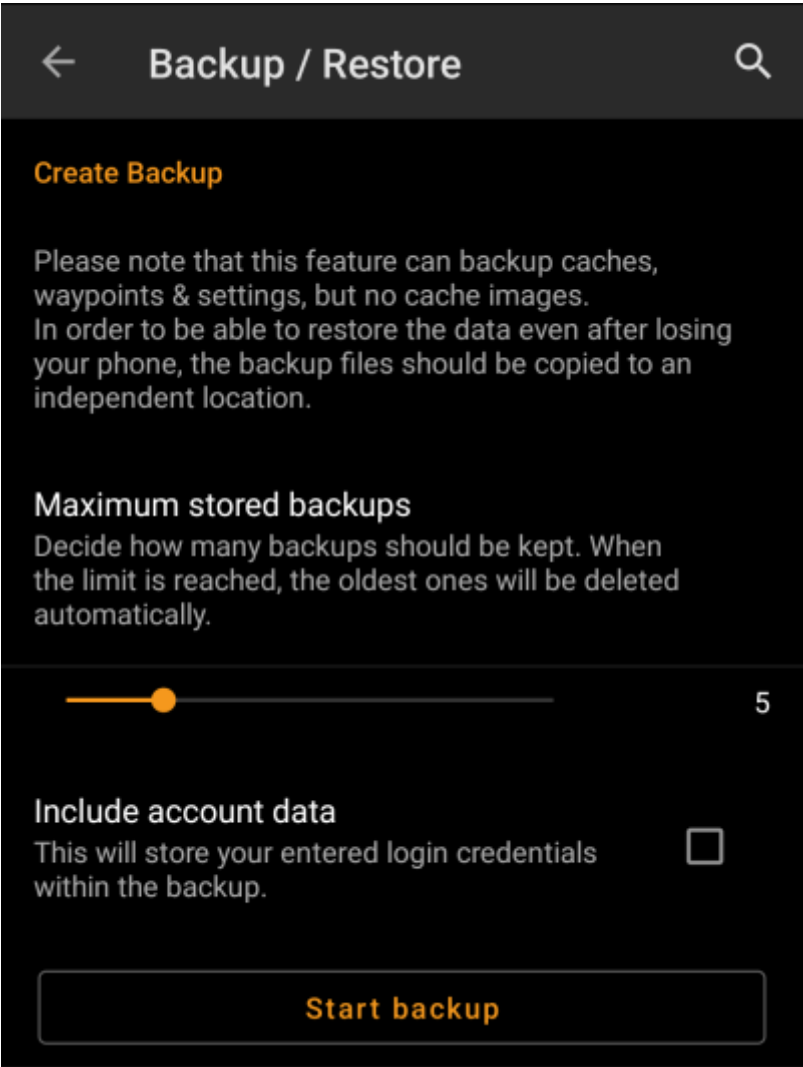 Backup / Restore
Create Backup
Please note that this feature can backup caches,
waypoints & settings, but no cache images.
In order to be able to restore the data even after losing
your phone, the backup files should be copied to an
independent location.
Maximum stored backups
Decide how many backups should be kept. When
the limit is reached, the oldest ones will be deleted
automatically.
5
Include account data
This will store your entered login credentials
within the backup.
Start backup